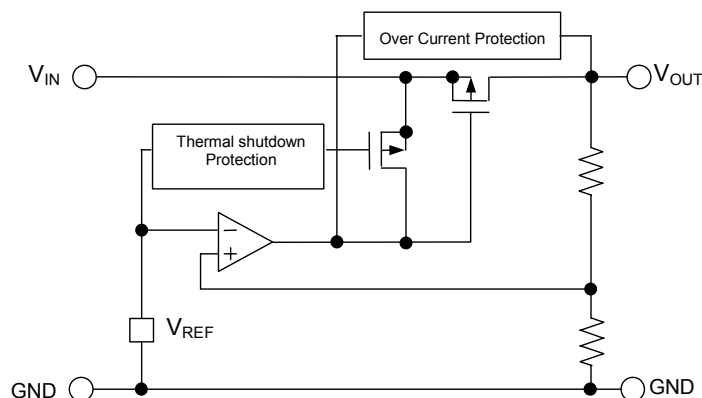 Over Current Protection
VIN
VOUT
Thermal shutdown
Protection
−
+
VREF
GND
GND